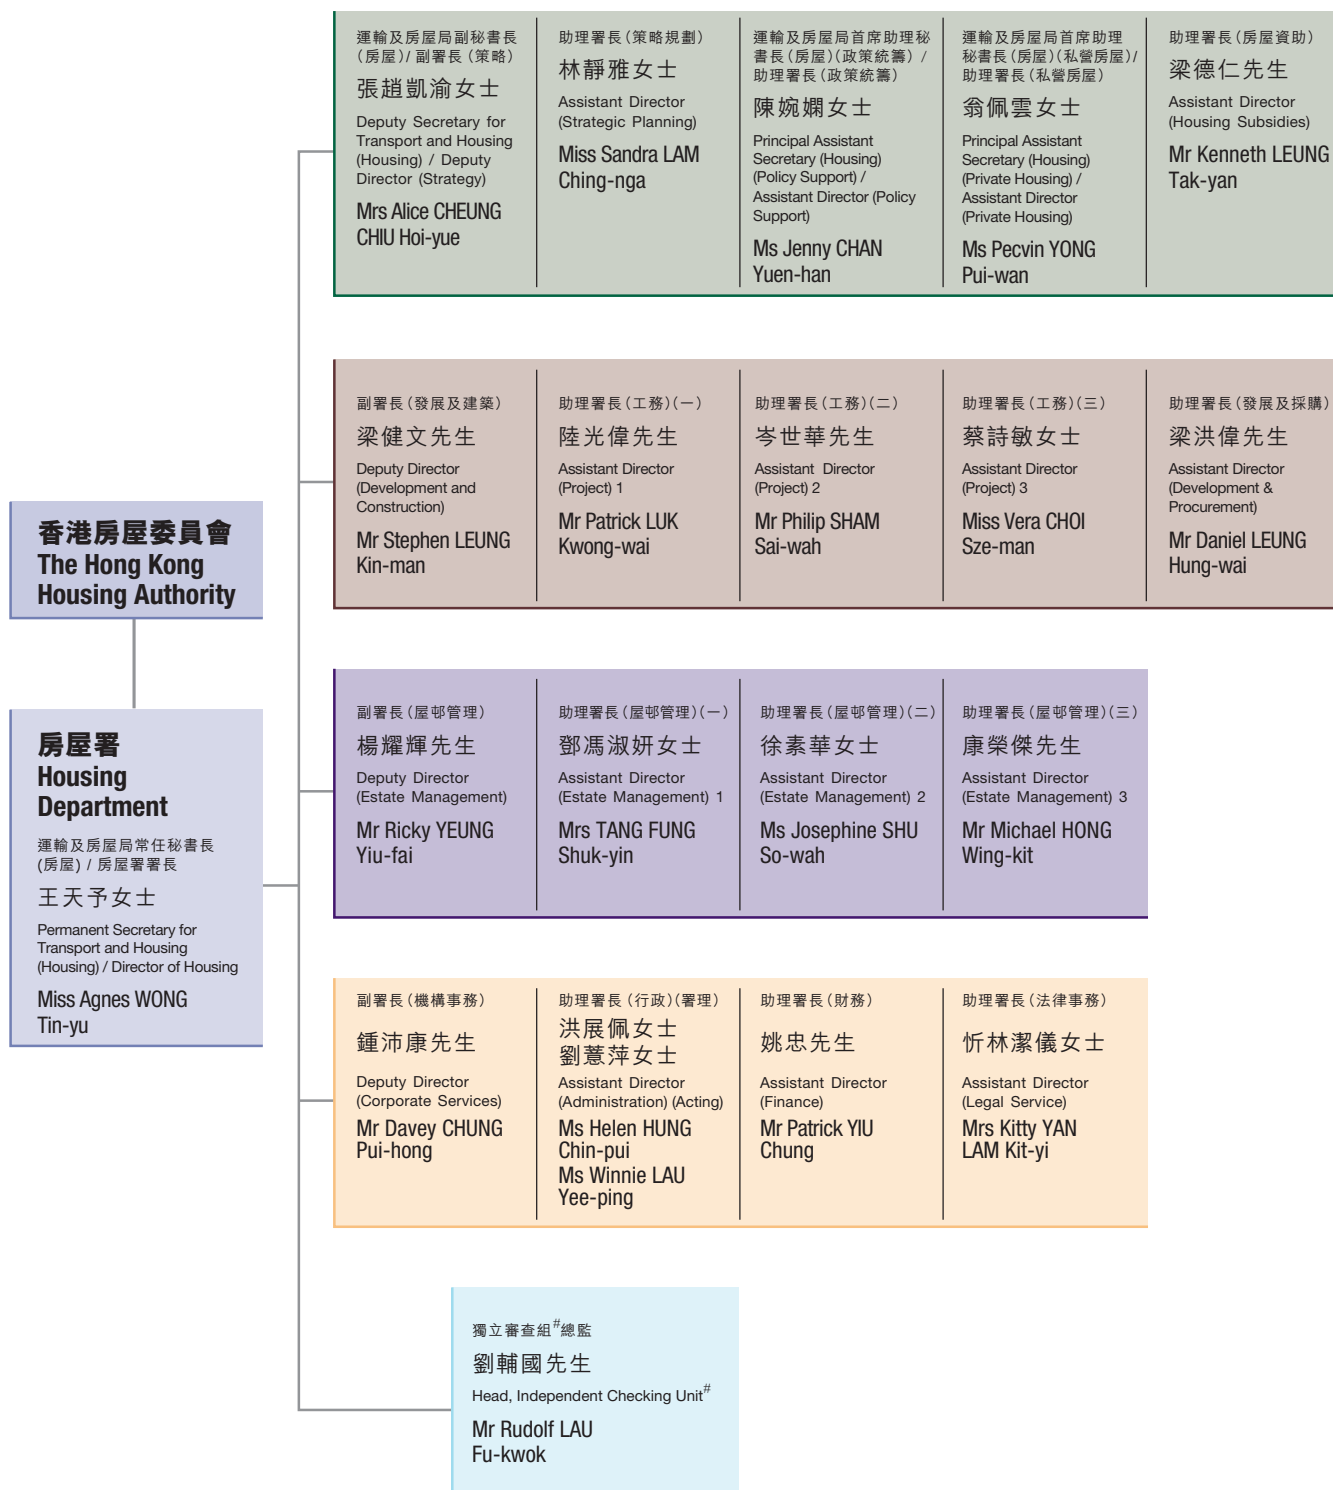 香港房屋委員會
The Hong Kong
Housing Authority
房屋署
Housing
Department
運輸及房屋局常任秘書長
(房屋) / 房屋署署長
王天予女士
Permanent Secretary for
Transport and Housing
(Housing) / Director of Housing
Miss Agnes WONG
Tin-yu
運輸及房屋局副秘書長
(房屋)/ 副署長(策略)
張趙凱渝女士
Deputy Secretary for
Transport and Housing
(Housing) / Deputy
Director (Strategy)
Mrs Alice CHEUNG
CHIU Hoi-yue
助理署長(策略規劃)
林靜雅女士
Assistant Director
(Strategic Planning)
Miss Sandra LAM
Ching-nga
運輸及房屋局首席助理秘
書長(房屋)(政策統籌) /
助理署長(政策統籌)
陳婉嫻女士
Principal Assistant
Secretary (Housing)
(Policy Support) /
Assistant Director (Policy
Support)
Ms Jenny CHAN
Yuen-han
運輸及房屋局首席助理
秘書長(房屋)(私營房屋)/
助理署長(私營房屋)
翁佩雲女士
Principal Assistant
Secretary (Housing)
(Private Housing) /
Assistant Director
(Private Housing)
Ms Pecvin YONG
Pui-wan
助理署長(房屋資助)
梁德仁先生
Assistant Director
(Housing Subsidies)
Mr Kenneth LEUNG
Tak-yan
副署長(發展及建築)
梁健文先生
Deputy Director
(Development and
Construction)
Mr Stephen LEUNG
Kin-man
助理署長(工務)(一)
陸光偉先生
Assistant Director
(Project) 1
Mr Patrick LUK
Kwong-wai
助理署長(工務)(二)
岑世華先生
Assistant Director
(Project) 2
Mr Philip SHAM
Sai-wah
助理署長(工務)(三)
蔡詩敏女士
Assistant Director
(Project) 3
Miss Vera CHOI
Sze-man
助理署長(發展及採購)
梁洪偉先生
Assistant Director
(Development &
Procurement)
Mr Daniel LEUNG
Hung-wai
副署長(屋邨管理)
楊耀輝先生
Deputy Director
(Estate Management)
Mr Ricky YEUNG
Yiu-fai
助理署長(屋邨管理)(一)
鄧馮淑妍女士
Assistant Director
(Estate Management) 1
Mrs TANG FUNG
Shuk-yin
助理署長(屋邨管理)(二)
徐素華女士
Assistant Director
(Estate Management) 2
Ms Josephine SHU
So-wah
助理署長(屋邨管理)(三)
康榮傑先生
Assistant Director
(Estate Management) 3
Mr Michael HONG
Wing-kit
副署長(機構事務)
鍾沛康先生
Deputy Director
(Corporate Services)
Mr Davey CHUNG
Pui-hong
助理署長(行政)(署理)
洪展佩女士
劉薏萍女士
Assistant Director
(Administration) (Acting)
Ms Helen HUNG
Chin-pui
Ms Winnie LAU
Yee-ping
助理署長(財務)
姚忠先生
Assistant Director
(Finance)
Mr Patrick YIU
Chung
助理署長(法律事務)
忻林潔儀女士
Assistant Director
(Legal Service)
Mrs Kitty YAN
LAM Kit-yi
獨立審查組#總監
劉輔國先生
Head, Independent Checking Unit#
Mr Rudolf LAU
Fu-kwok